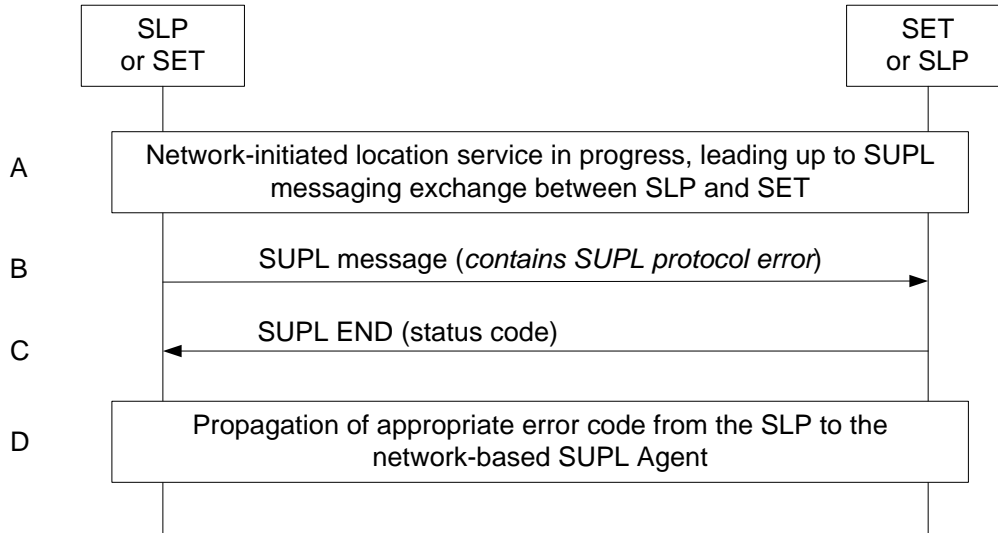 SLP
or SET
SET
or SLP
A
Network-initiated location service in progress, leading up to SUPL
messaging exchange between SLP and SET
B
SUPL message (contains SUPL protocol error)
C
SUPL END (status code)
D
Propagation of appropriate error code from the SLP to the
network-based SUPL Agent